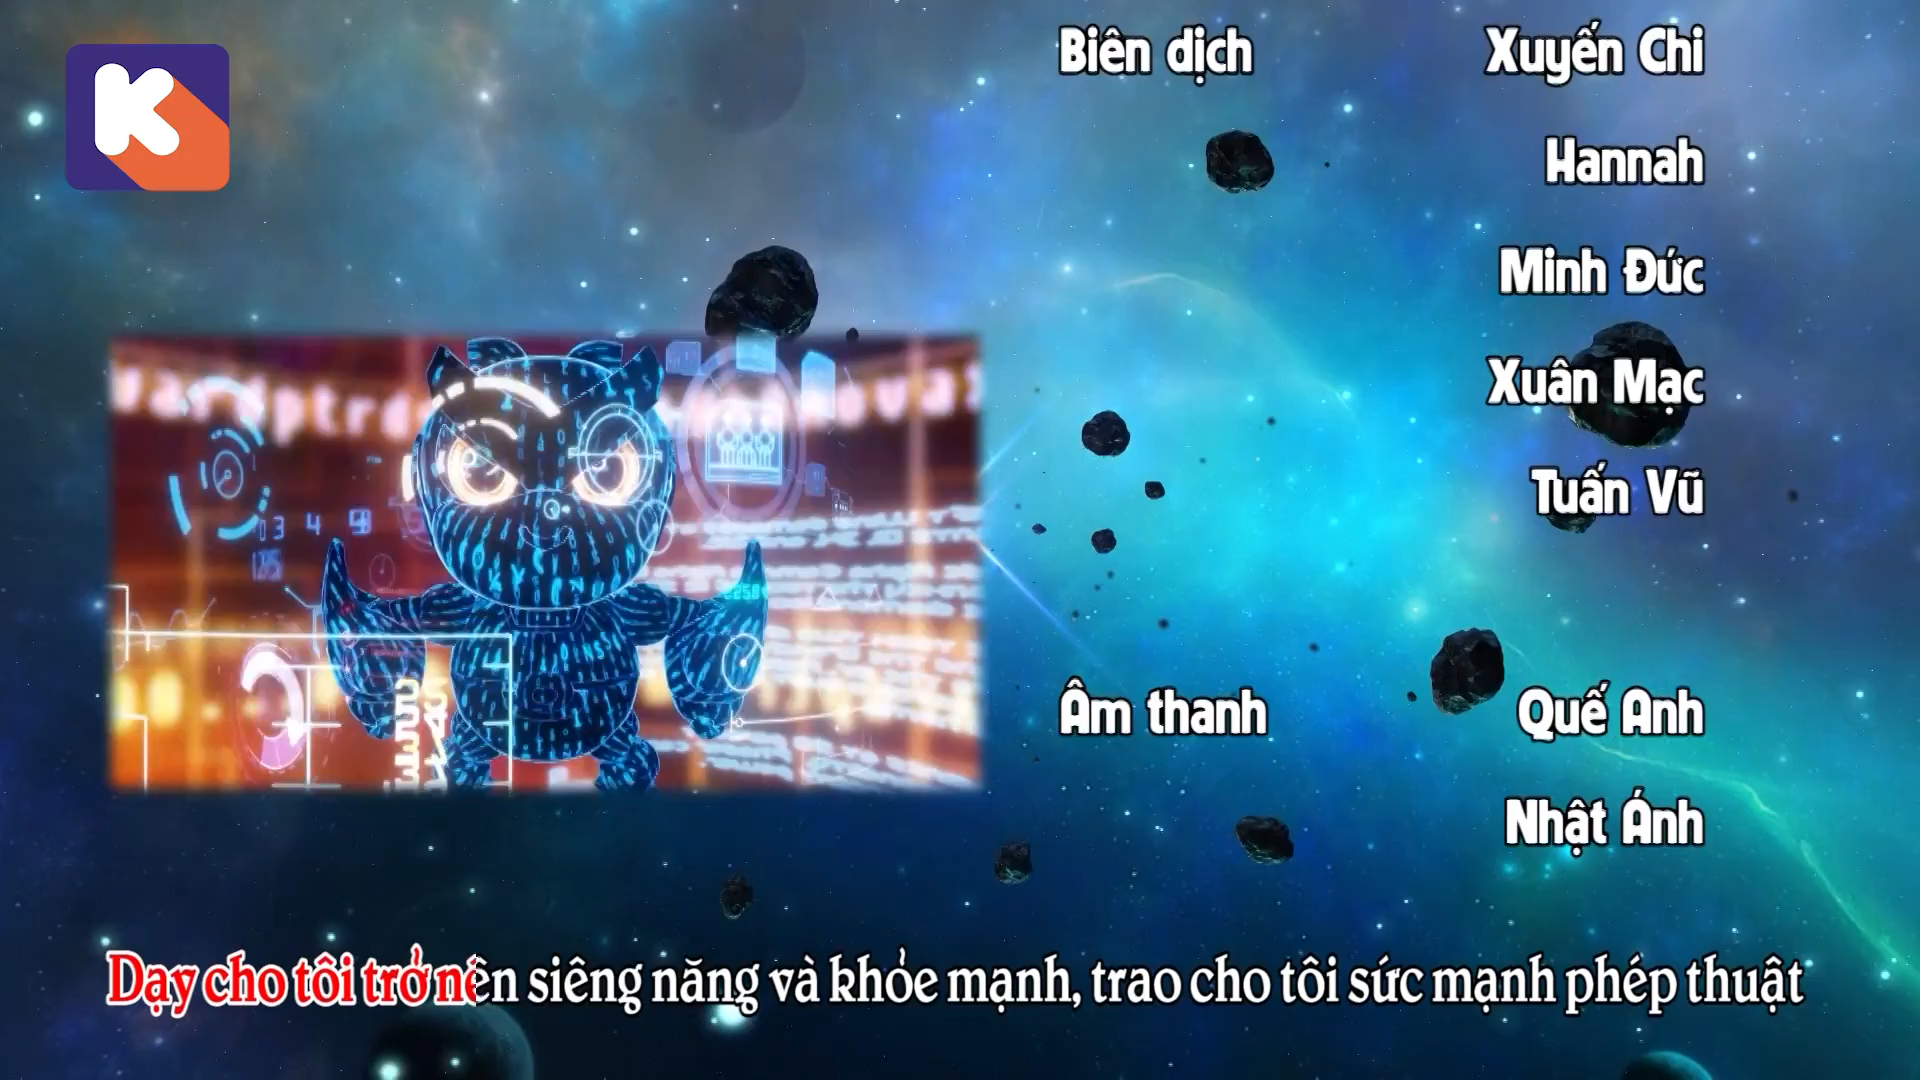 K
Biên dịch Xuyến Chi
Hannah
Minh Đức
Xuân Mạc
Tuấn Vũ
Âm thanh Quế Anh
Nhật Ánh
Dạy cho tôi trở nên siêng năng và khỏe mạnh, trao cho tôi sức mạnh phép thuật